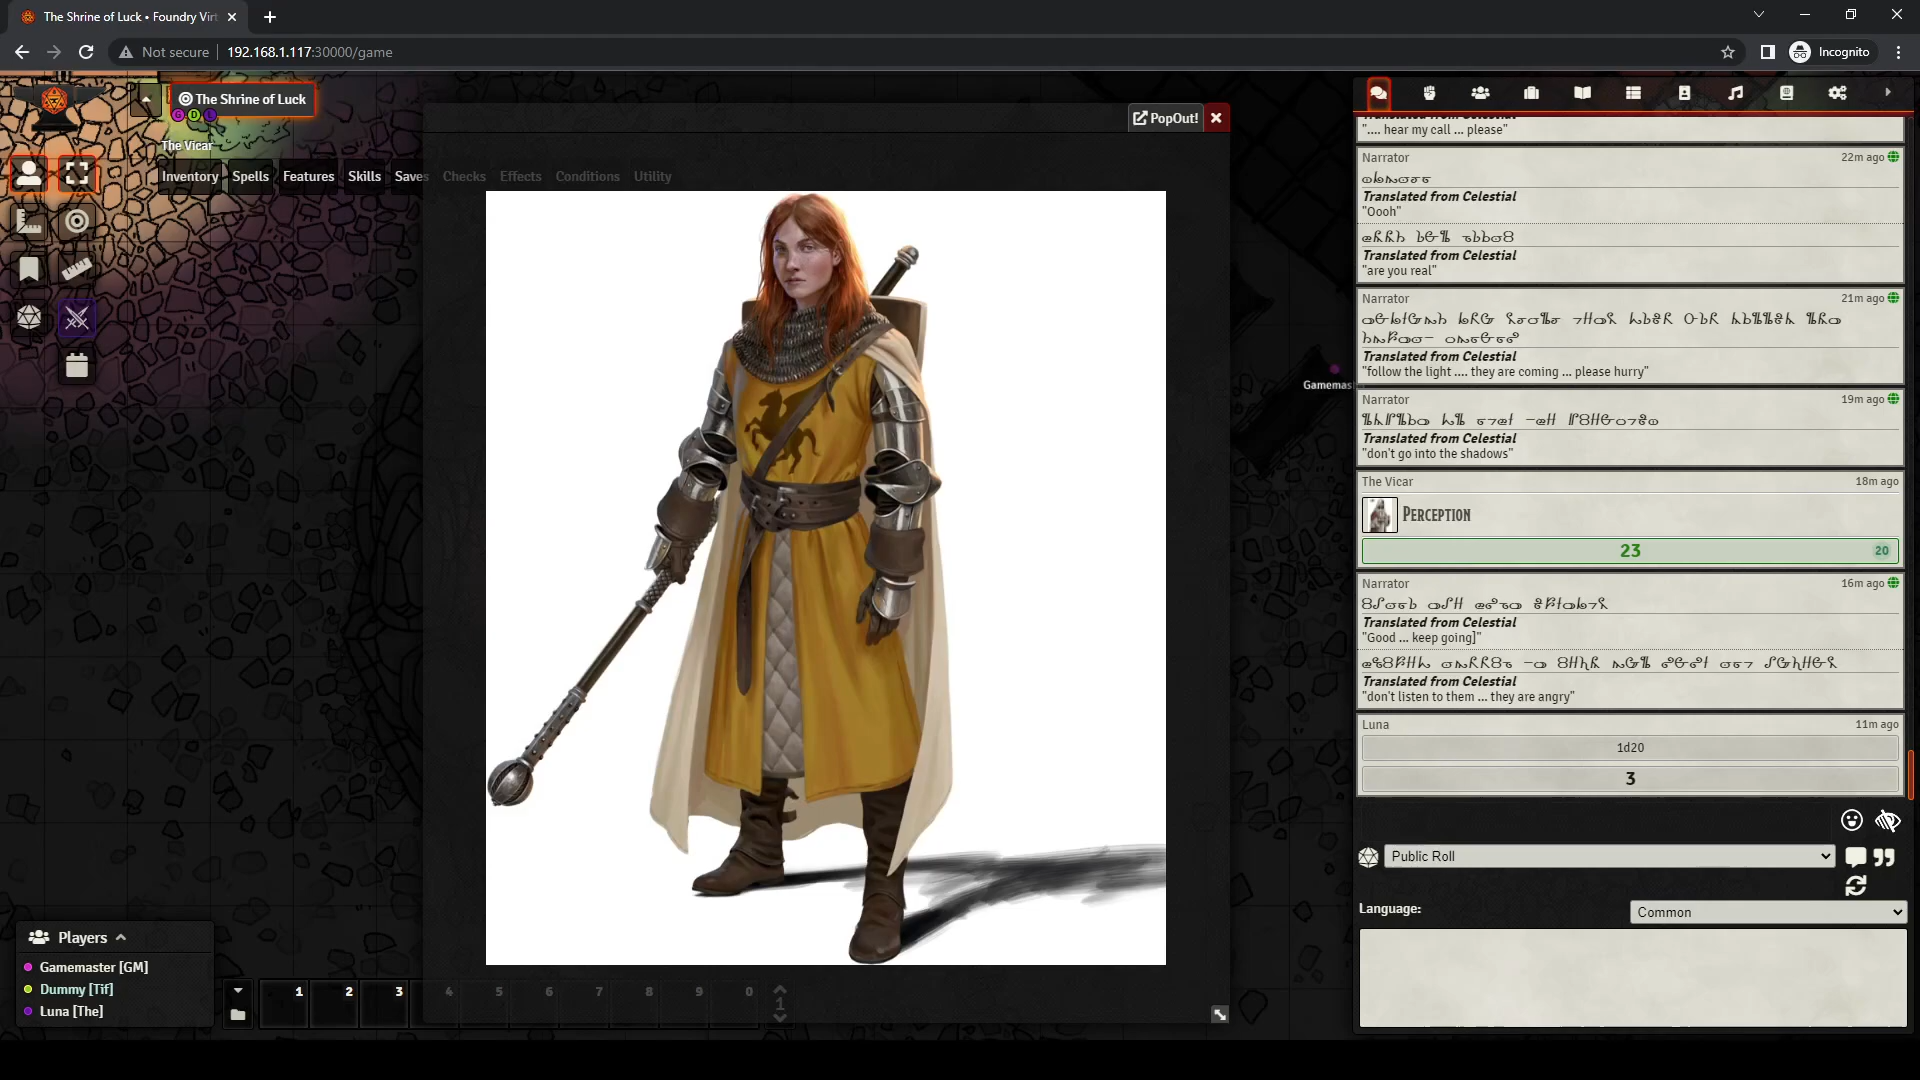 The Shrine of Luck • Foundry Virt
Not secure
192.168.1.117:30000/game
Incognito
The Shrine of Luck
G D E
The Vicar
Inventory Spells Features Skills Saves Checks Effects Conditions Utility
PopOut!
Gamemas
Players
Gamemaster [GM]
Dummy [Tif]
Luna [The]
1 2 3 4 5 6 7 8 9 0
1
Translated from Celestial
".... hear my call ... please"
Narrator 22m ago
Translated from Celestial
"Oooh"
Translated from Celestial
"are you real"
Narrator 21m ago
Translated from Celestial
"follow the light .... they are coming ... please hurry"
Narrator 19m ago
Translated from Celestial
"don't go into the shadows"
The Vicar 18m ago
Perception
23 20
Narrator 16m ago
Translated from Celestial
"Good ... keep going]"
Translated from Celestial
"don't listen to them ... they are angry"
Luna 11m ago
1d20
3
Public Roll
Language:
Common